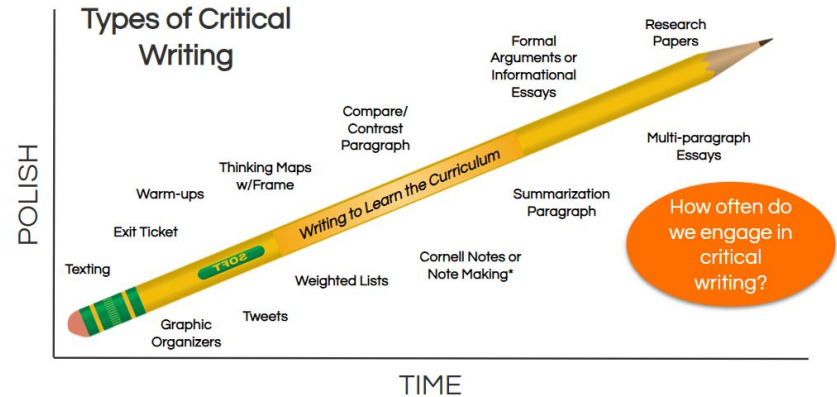 Types of Critical
Writing
Research
Papers
Formal
Arguments or
Informational
Essays
Compare/
Contrast
Paragraph
Multi-paragraph
Essays
Thinking Maps
w/Frame
Writing to Learn the Curriculum
Warm-ups
Summarization
Paragraph
How often do
we engage in
critical
writing?
Exit Ticket
SOFT
Cornell Notes or
Note Making*
Texting
Weighted Lists
Tweets
Graphic
Organizers
POLISH
TIME